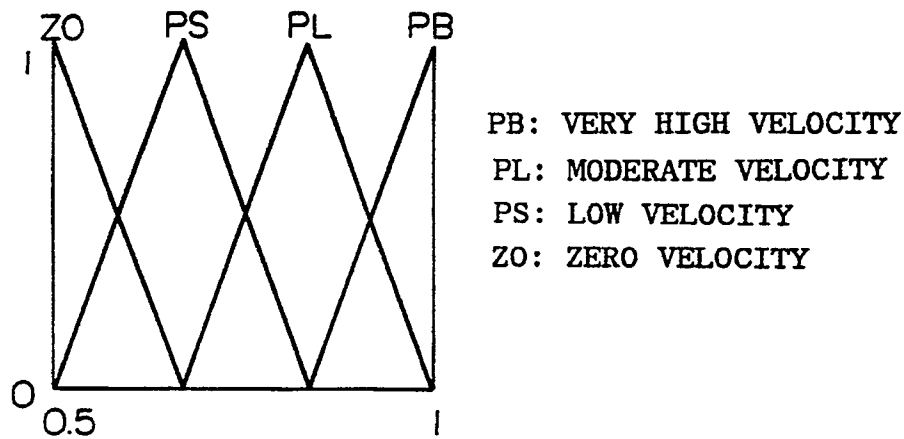 ZO PS PL PB
1
PB: VERY HIGH VELOCITY
PL: MODERATE VELOCITY
PS: LOW VELOCITY
ZO: ZERO VELOCITY
0
0.5 1